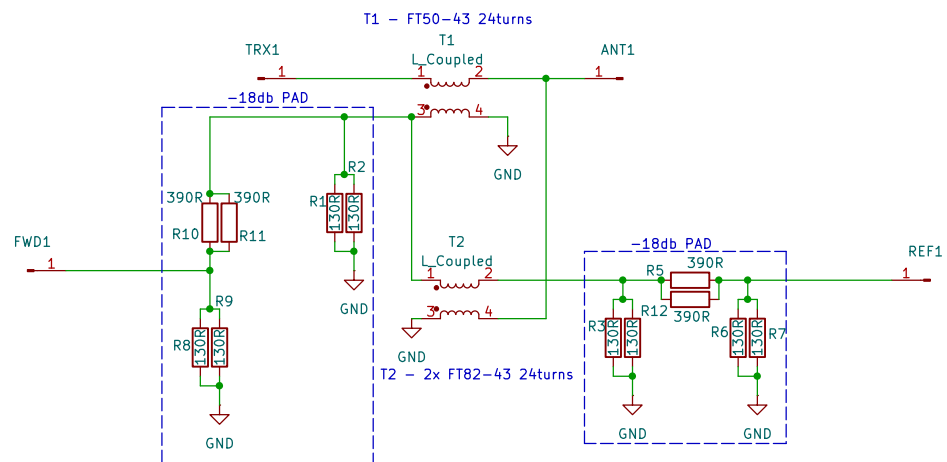 T1 - FT50-43 24turns
TRX1
T1
ANT1
L_Coupled
1
1
2
1
-18db PAD
3
4
R2
GND
390R
390R
R1
130R
130R
R10
R11
FWD1
1
T2
L_Coupled
-18db PAD
REF1
1
2
R5
390R
1
R9
GND
3
4
R12
390R
R8
130R
130R
R3
130R
130R
R6
130R
130R
R7
GND
T2 - 2x FT82-43 24turns
GND
GND
GND